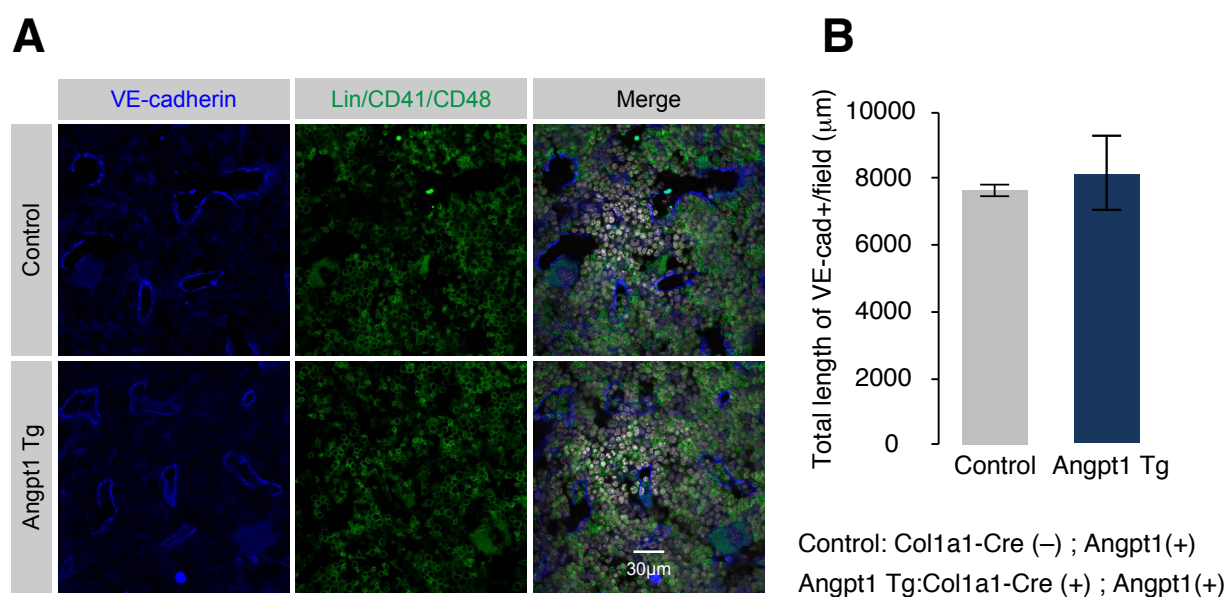 A
VE-cadherin
Lin/CD41/CD48
Merge
Control
Angpt1 Tg
30μm
B
Total length of VE-cad+/field (μm)
10000
8000
6000
4000
2000
0
Control
Angpt1 Tg
Control: Col1a1-Cre (–) ; Angpt1(+)
Angpt1 Tg:Col1a1-Cre (+) ; Angpt1(+)